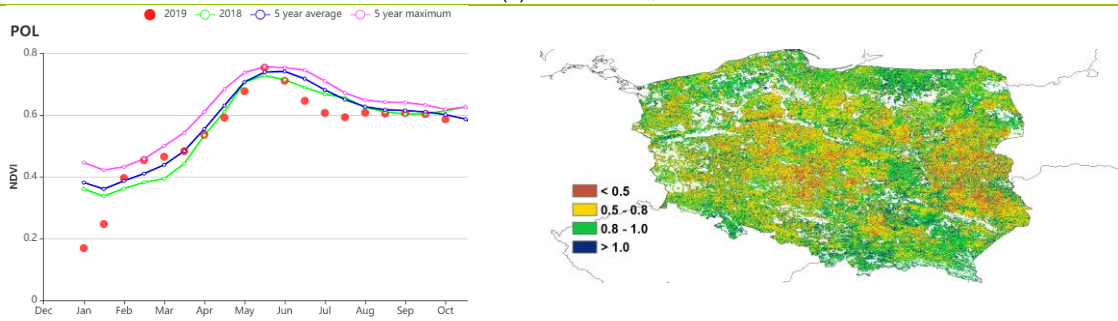 2019 2018 5 year average 5 year maximum
POL
0.8
0.6
0.4
0.2
0
NDVI
Dec Jan Feb Mar Apr May Jun Jul Aug Sep Oct
< 0.5
0.5 - 0.8
0.8 - 1.0
> 1.0